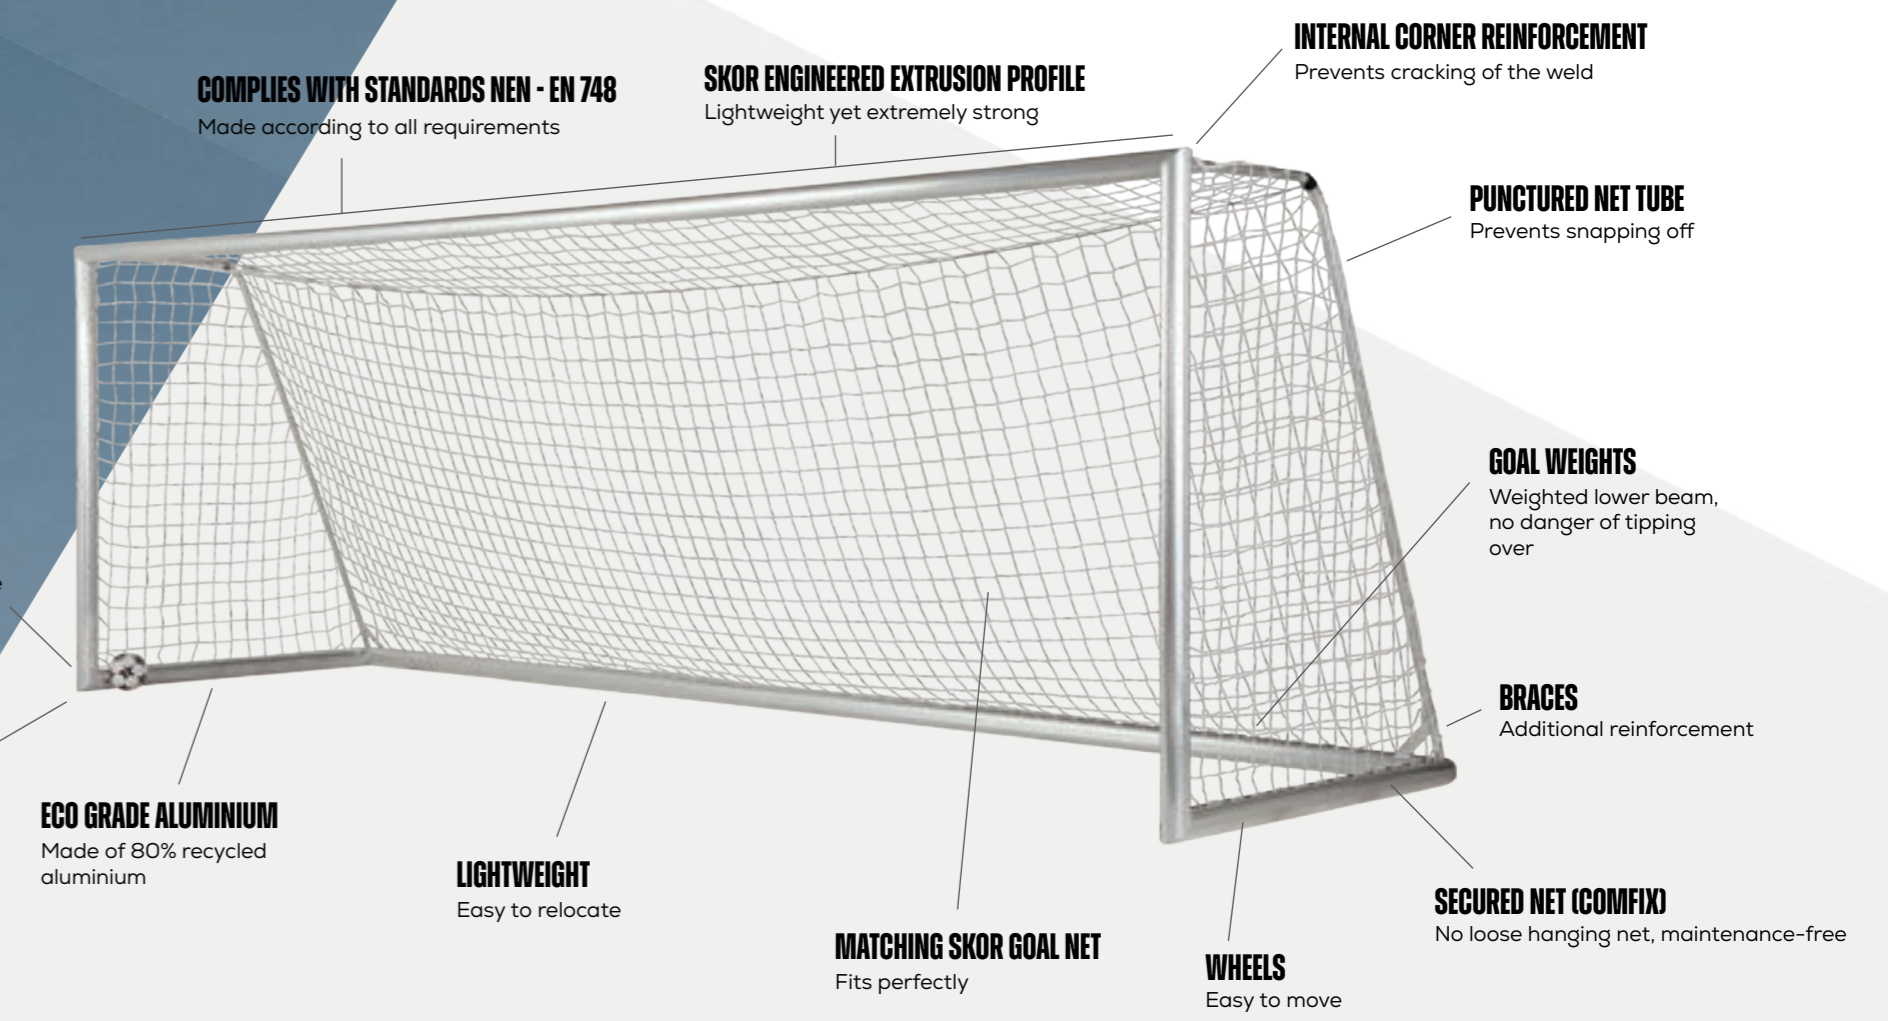 INTERNAL CORNER REINFORCEMENT
Prevents cracking of the weld
SKOR ENGINEERED EXTRUSION PROFILE
Lightweight yet extremely strong
COMPLIES WITH STANDARDS NEN - EN 748
Made according to all requirements
PUNCTURED NET TUBE
Prevents snapping off
GOAL WEIGHTS
Weighted lower beam,
no danger of tipping
over
BRACES
Additional reinforcement
ECO GRADE ALUMINIUM
Made of 80% recycled
aluminium
LIGHTWEIGHT
Easy to relocate
MATCHING SKOR GOAL NET
Fits perfectly
WHEELS
Easy to move
SECURED NET (COMFIX)
No loose hanging net, maintenance-free